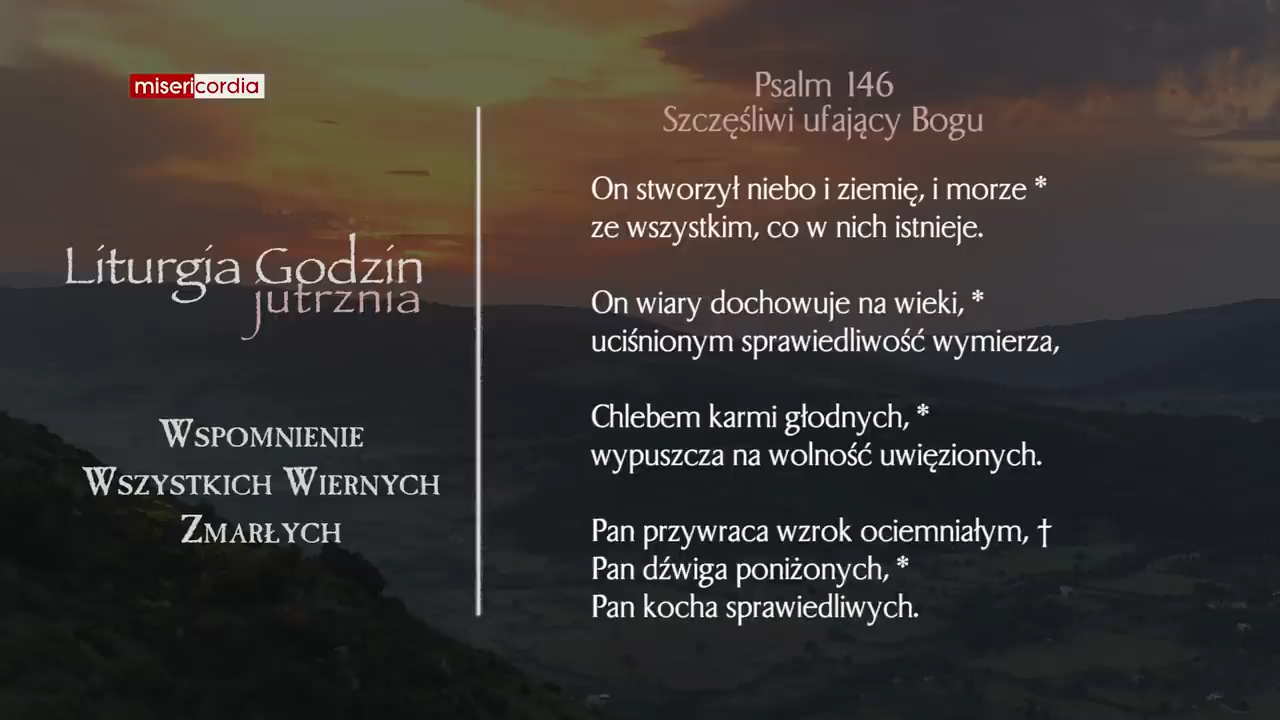 misericordia
Liturgia Godzin
jutrznia
Wspomnienie
Wszystkich Wiernych
Zmarłych
Psalm 146
Szczęśliwi ufający Bogu
On stworzył niebo i ziemię, i morze *
ze wszystkim, co w nich istnieje.
On wiary dochowuje na wieki, *
uciśnionym sprawiedliwość wymierza,
Chlebem karmi głodnych, *
wypuszcza na wolność uwięzionych.
Pan przywraca wzrok ociemniałym, †
Pan dźwiga poniżonych, *
Pan kocha sprawiedliwych.